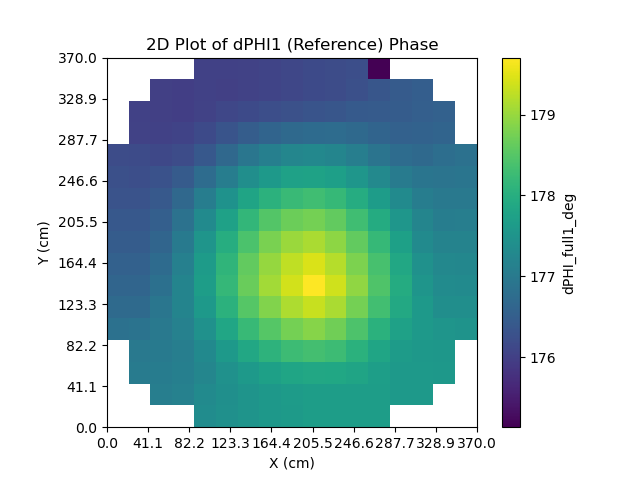 2D Plot of dPHI1 (Reference) Phase
370.0
328.9
287.7
246.6
205.5
164.4
123.3
82.2
41.1
0.0
Y (cm)
0.0 41.1 82.2 123.3 164.4 205.5 246.6 287.7 328.9 370.0
X (cm)
179
178
177
176
dPHI_full1_deg